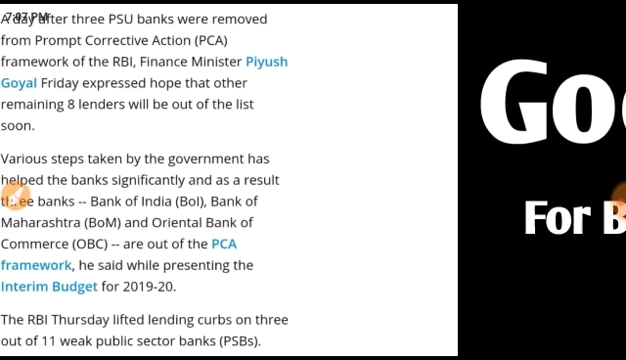 7:07 PM
A day after three PSU banks were removed
from Prompt Corrective Action (PCA)
framework of the RBI, Finance Minister Piyush
Goyal Friday expressed hope that other
remaining 8 lenders will be out of the list
soon.
Various steps taken by the government has
helped the banks significantly and as a result
three banks -- Bank of India (BoI), Bank of
Maharashtra (BoM) and Oriental Bank of
Commerce (OBC) -- are out of the PCA
framework, he said while presenting the
Interim Budget for 2019-20.
The RBI Thursday lifted lending curbs on three
out of 11 weak public sector banks (PSBs).
For B